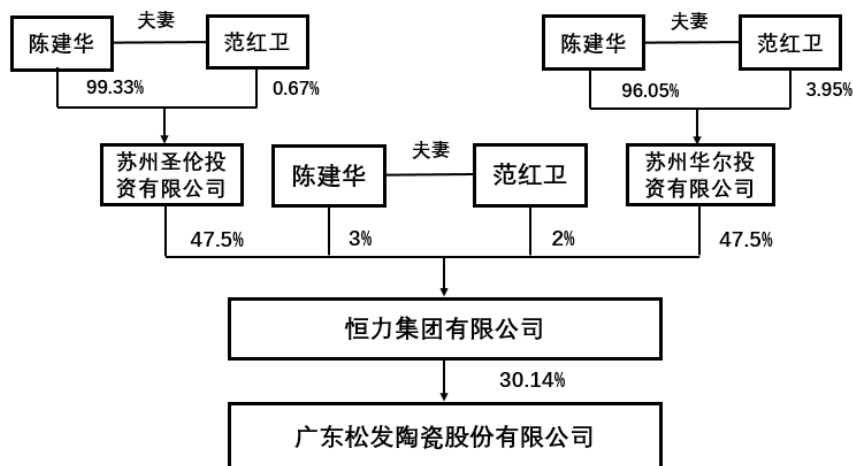 夫妻
陈建华
范红卫
99.33%
0.67%
夫妻
陈建华
范红卫
96.05%
3.95%
苏州圣伦投
资有限公司
陈建华
夫妻
范红卫
苏州华尔投
资有限公司
47.5%
3%
2%
47.5%
恒力集团有限公司
30.14%
广东松发陶瓷股份有限公司